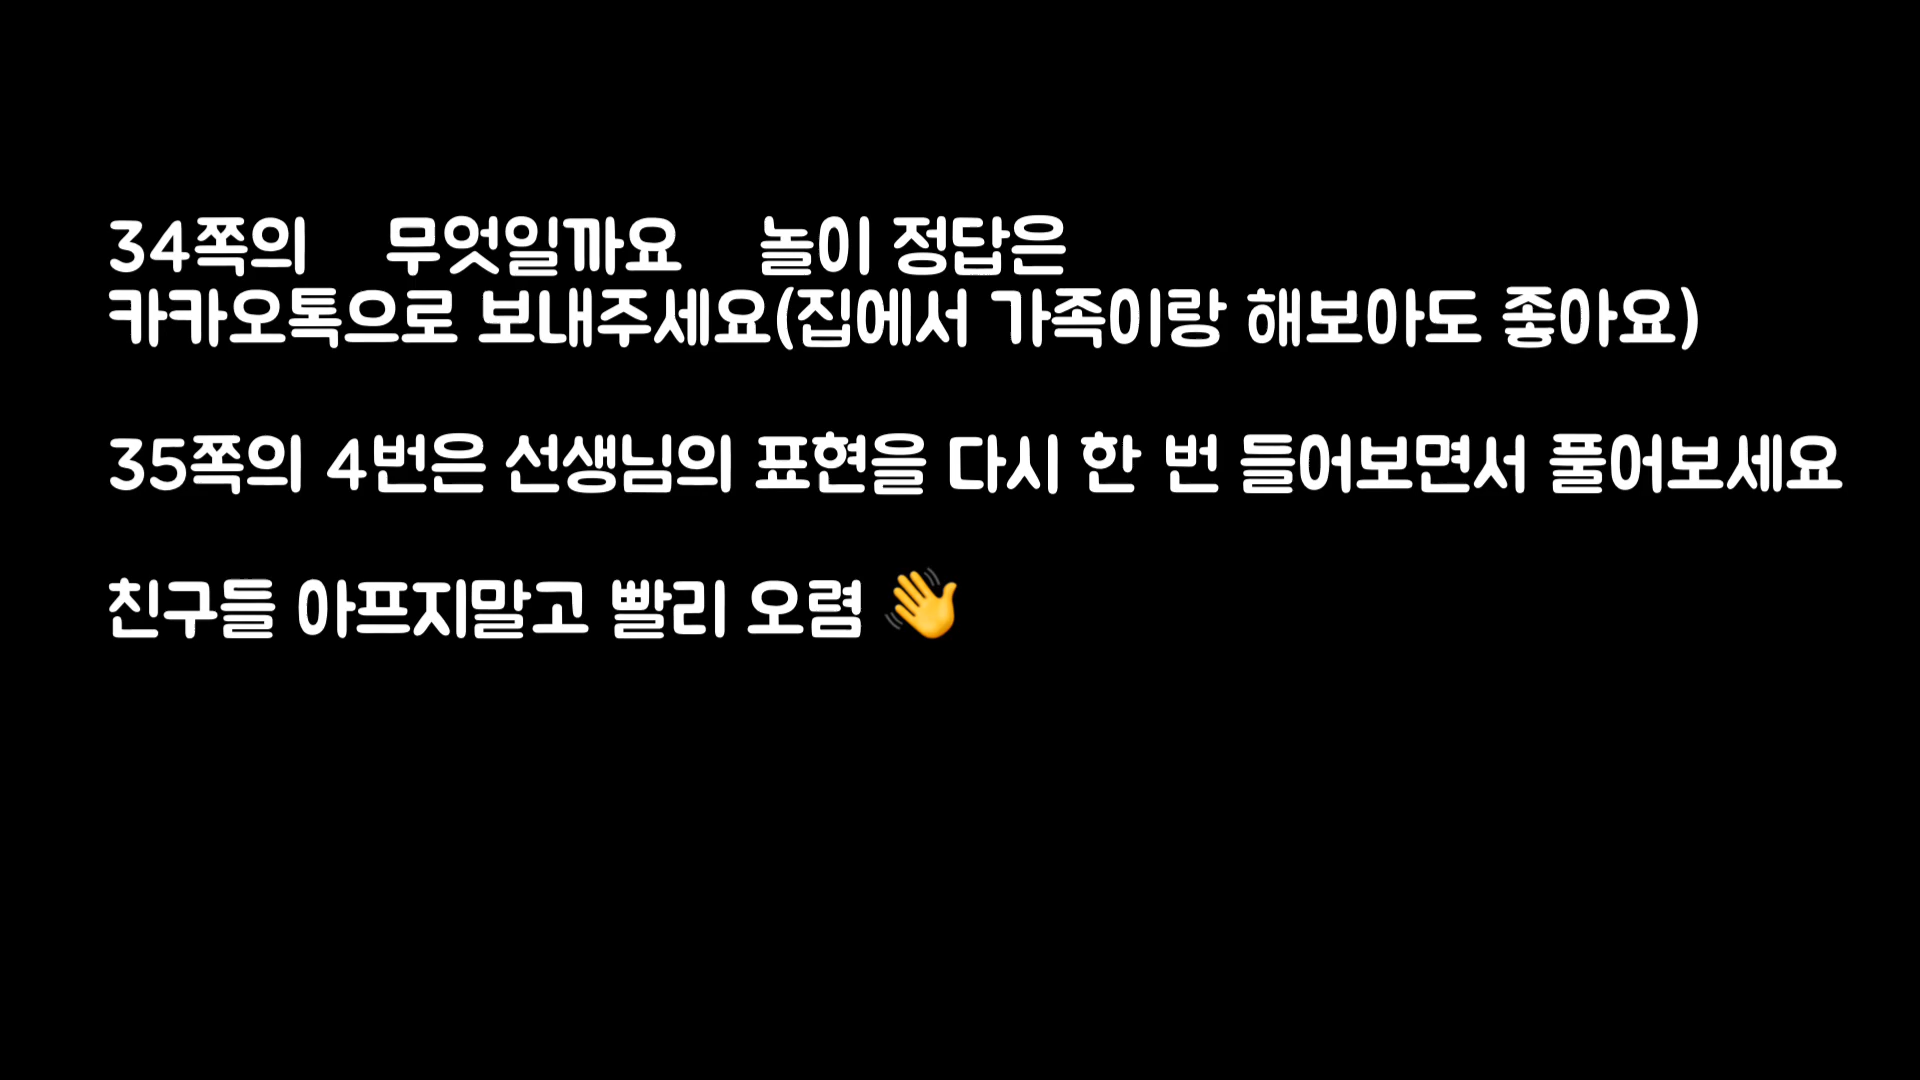 34쪽의 무엇일까요 놀이 정답은
카카오톡으로 보내주세요(집에서 가족이랑 해보아도 좋아요)
35쪽의 4번은 선생님의 표현을 다시 한 번 들어보면서 풀어보세요
친구들 아프지말고 빨리 오렴 👋